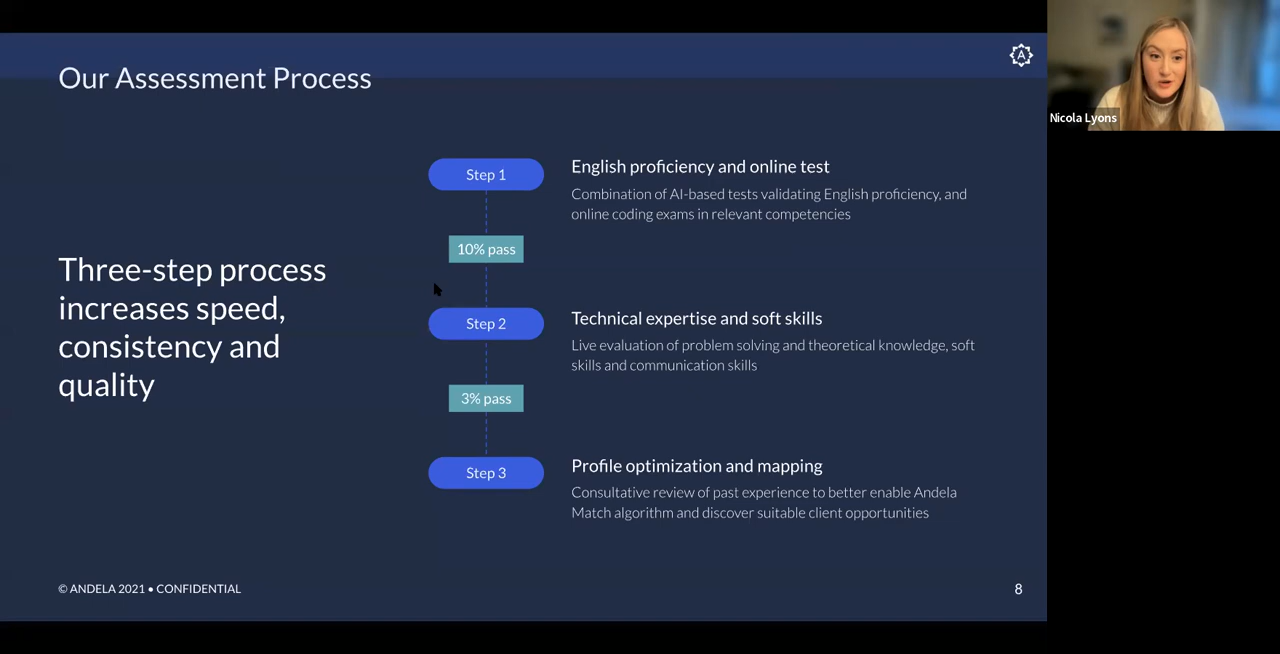 Our Assessment Process
Nicola Lyons
Three-step process
increases speed,
consistency and
quality
Step 1
English proficiency and online test
Combination of AI-based tests validating English proficiency, and
online coding exams in relevant competencies
10% pass
Step 2
Technical expertise and soft skills
Live evaluation of problem solving and theoretical knowledge, soft
skills and communication skills
3% pass
Step 3
Profile optimization and mapping
Consultative review of past experience to better enable Andela
Match algorithm and discover suitable client opportunities
© ANDELA 2021 • CONFIDENTIAL
8